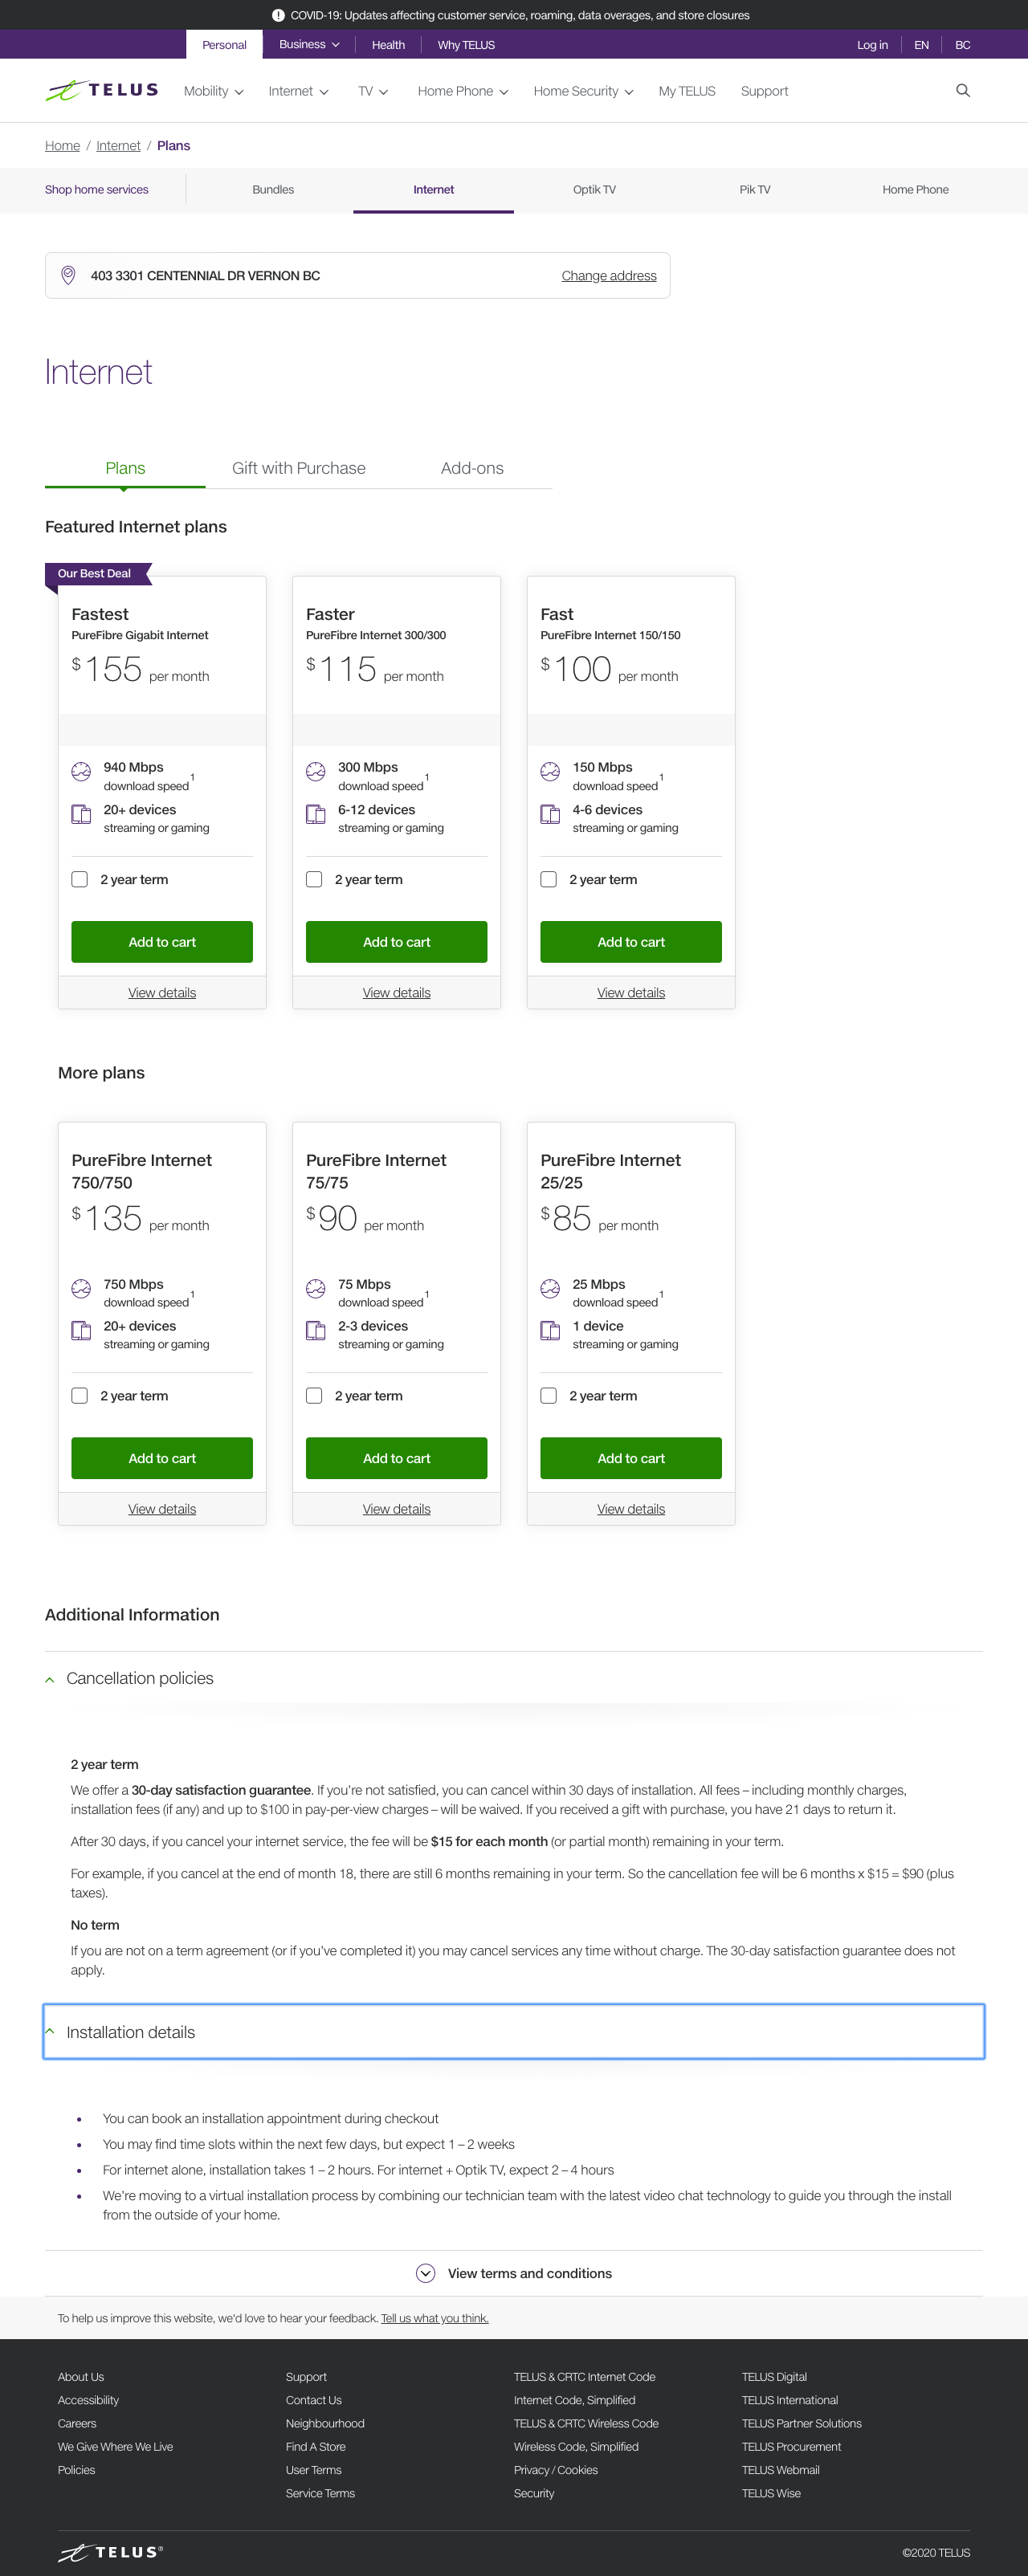 COVID-19: Updates affecting customer service, roaming, data overages, and store closures
Personal Business Health Why TELUS Log in EN BC
TELUS Mobility Internet TV Home Phone Home Security My TELUS Support
Home / Internet / Plans
Shop home services Bundles Internet Optik TV Pik TV Home Phone
403 3301 CENTENNIAL DR VERNON BC Change address
Internet
Plans Gift with Purchase Add-ons
Featured Internet plans
Our Best Deal
Fastest
PureFibre Gigabit Internet
$155 per month
940 Mbps
download speed1
20+ devices
streaming or gaming
2 year term
Add to cart
View details
Faster
PureFibre Internet 300/300
$115 per month
300 Mbps
download speed1
6-12 devices
streaming or gaming
2 year term
Add to cart
View details
Fast
PureFibre Internet 150/150
$100 per month
150 Mbps
download speed1
4-6 devices
streaming or gaming
2 year term
Add to cart
View details
More plans
PureFibre Internet
750/750
$135 per month
750 Mbps
download speed1
20+ devices
streaming or gaming
2 year term
Add to cart
View details
PureFibre Internet
75/75
$90 per month
75 Mbps
download speed1
2-3 devices
streaming or gaming
2 year term
Add to cart
View details
PureFibre Internet
25/25
$85 per month
25 Mbps
download speed1
1 device
streaming or gaming
2 year term
Add to cart
View details
Additional Information
Cancellation policies
2 year term
We offer a 30-day satisfaction guarantee. If you're not satisfied, you can cancel within 30 days of installation. All fees – including monthly charges,
installation fees (if any) and up to $100 in pay-per-view charges – will be waived. If you received a gift with purchase, you have 21 days to return it.
After 30 days, if you cancel your internet service, the fee will be $15 for each month (or partial month) remaining in your term.
For example, if you cancel at the end of month 18, there are still 6 months remaining in your term. So the cancellation fee will be 6 months x $15 = $90 (plus
taxes).
No term
If you are not on a term agreement (or if you've completed it) you may cancel services any time without charge. The 30-day satisfaction guarantee does not
apply.
Installation details
• You can book an installation appointment during checkout
• You may find time slots within the next few days, but expect 1 – 2 weeks
• For internet alone, installation takes 1 – 2 hours. For internet + Optik TV, expect 2 – 4 hours
• We're moving to a virtual installation process by combining our technician team with the latest video chat technology to guide you through the install
from the outside of your home.
View terms and conditions
To help us improve this website, we'd love to hear your feedback. Tell us what you think.
About Us
Accessibility
Careers
We Give Where We Live
Policies
Support
Contact Us
Neighbourhood
Find A Store
User Terms
Service Terms
TELUS & CRTC Internet Code
Internet Code, Simplified
TELUS & CRTC Wireless Code
Wireless Code, Simplified
Privacy / Cookies
Security
TELUS Digital
TELUS International
TELUS Partner Solutions
TELUS Procurement
TELUS Webmail
TELUS Wise
TELUS® ©2020 TELUS